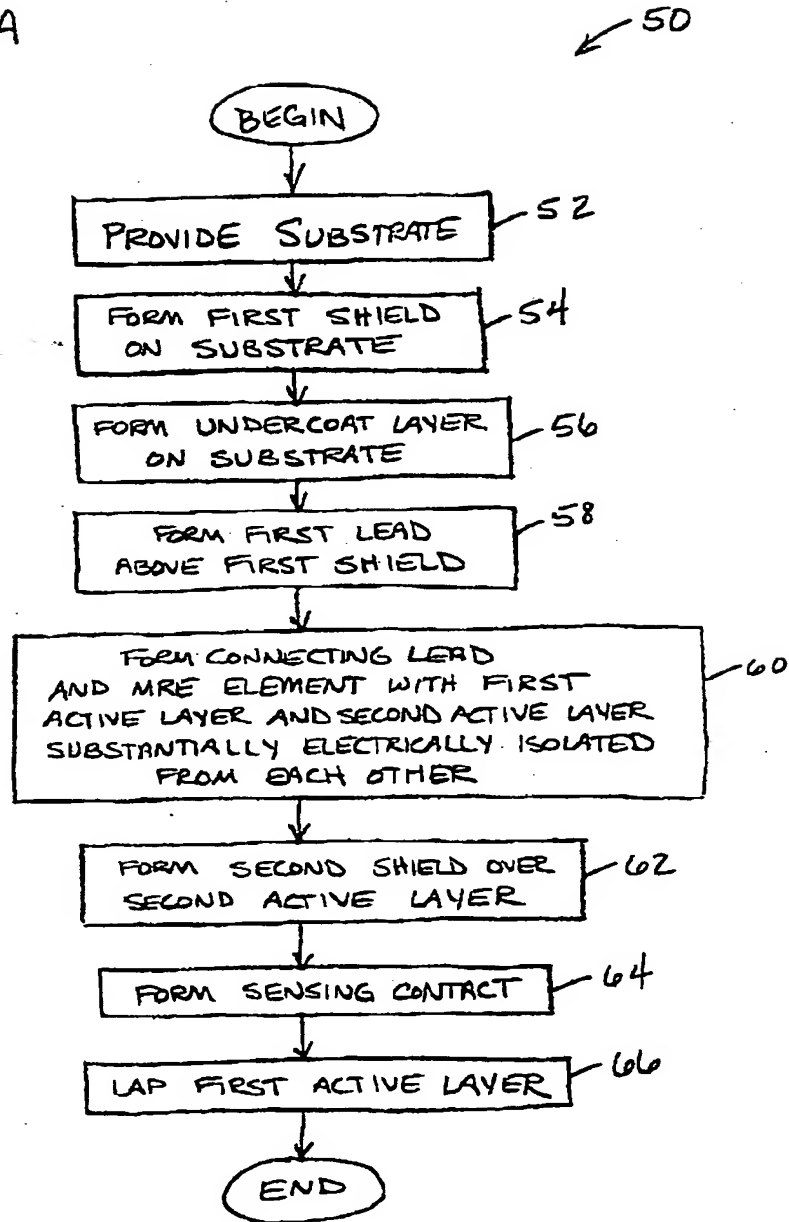 A
50
BEGIN
PROVIDE SUBSTRATE
52
FORM FIRST SHIELD
ON SUBSTRATE
54
FORM UNDERCOAT LAYER
ON SUBSTRATE
56
FORM FIRST LEAD
ABOVE FIRST SHIELD
58
FORM CONNECTING LEAD
AND MRE ELEMENT WITH FIRST
ACTIVE LAYER AND SECOND ACTIVE LAYER
SUBSTANTIALLY ELECTRICALLY ISOLATED
FROM EACH OTHER
60
FORM SECOND SHIELD OVER
SECOND ACTIVE LAYER
62
FORM SENSING CONTACT
64
LAP FIRST ACTIVE LAYER
66
END